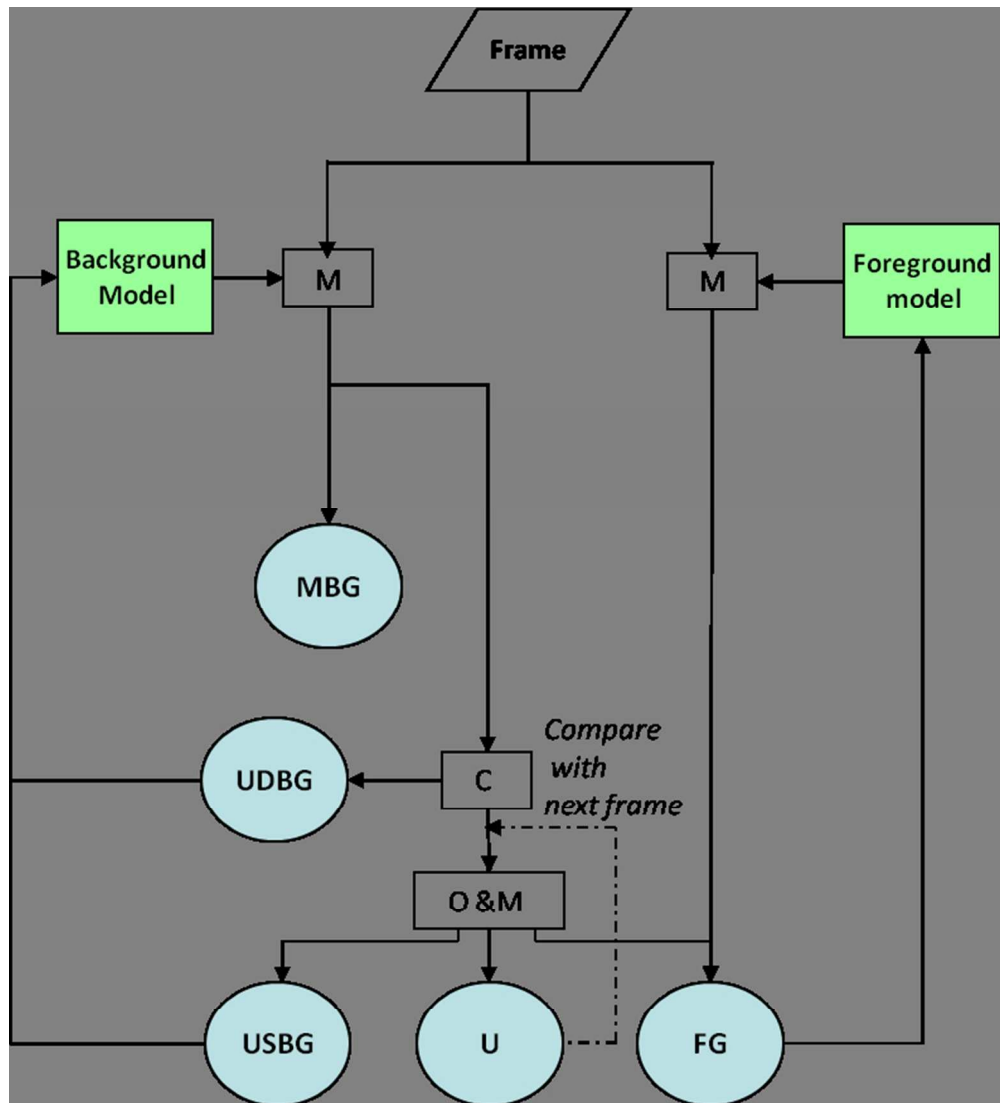 Frame
Background
Model
M
M
Foreground
model
MBG
Compare
with
next frame
UDBG
C
O &M
USBG
U
FG